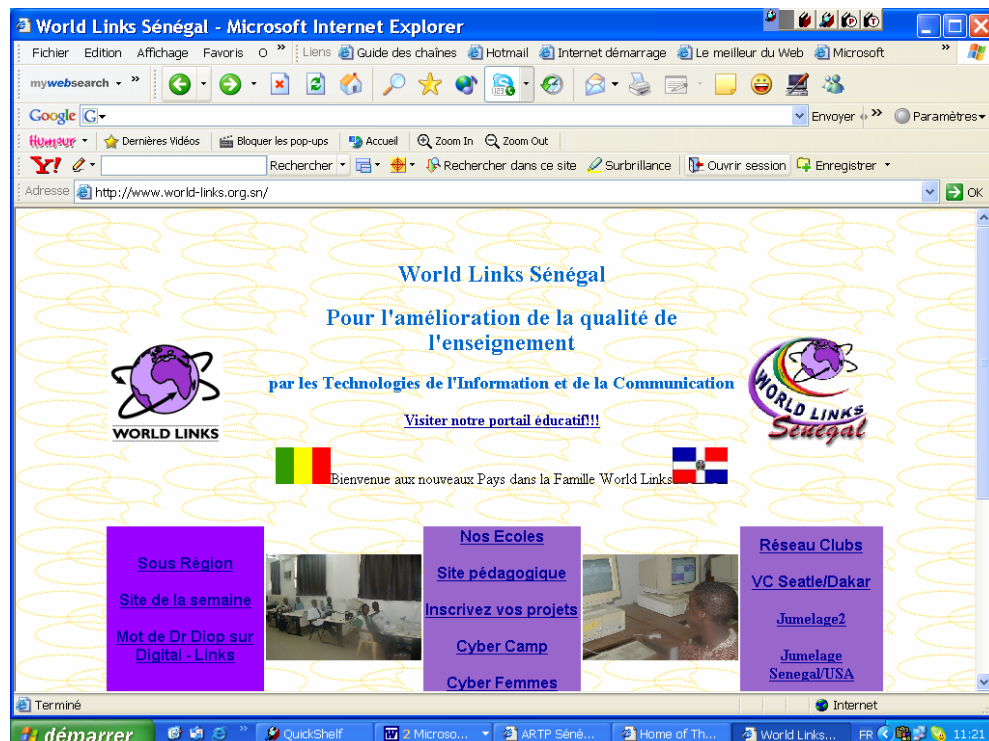 World Links Sénégal - Microsoft Internet Explorer
Fichier Edition Affichage Favoris O » Liens Guide des chaînes Hotmail Internet démarrage Le meilleur du Web Microsoft »
mywebsearch »
Google G Envoyer » Paramètres
Humour Dernières Vidéos Bloquer les pop-ups Accueil Zoom In Zoom Out
Y! Rechercher Rechercher dans ce site Surbrillance Ouvrir session Enregistrer
Adresse http://www.world-links.org.sn/ OK
World Links Sénégal
Pour l'amélioration de la qualité de
l'enseignement
par les Technologies de l'Information et de la Communication
Visiter notre portail éducatif!!!
WORLD LINKS
WORLD LINKS
Sénégal
Bienvenue aux nouveaux Pays dans la Famille World Links
Sous Région
Site de la semaine
Mot de Dr Diop sur
Digital - Links
Nos Ecoles
Site pédagogique
Inscrivez vos projets
Cyber Camp
Cyber Femmes
Réseau Clubs
VC Seatle/Dakar
Jumelage2
Jumelage
Senegal/USA
Terminé Internet
démarrer » QuickShelf 2 Microso... ARTP Séné... Home of Th... World Links... FR 11:21